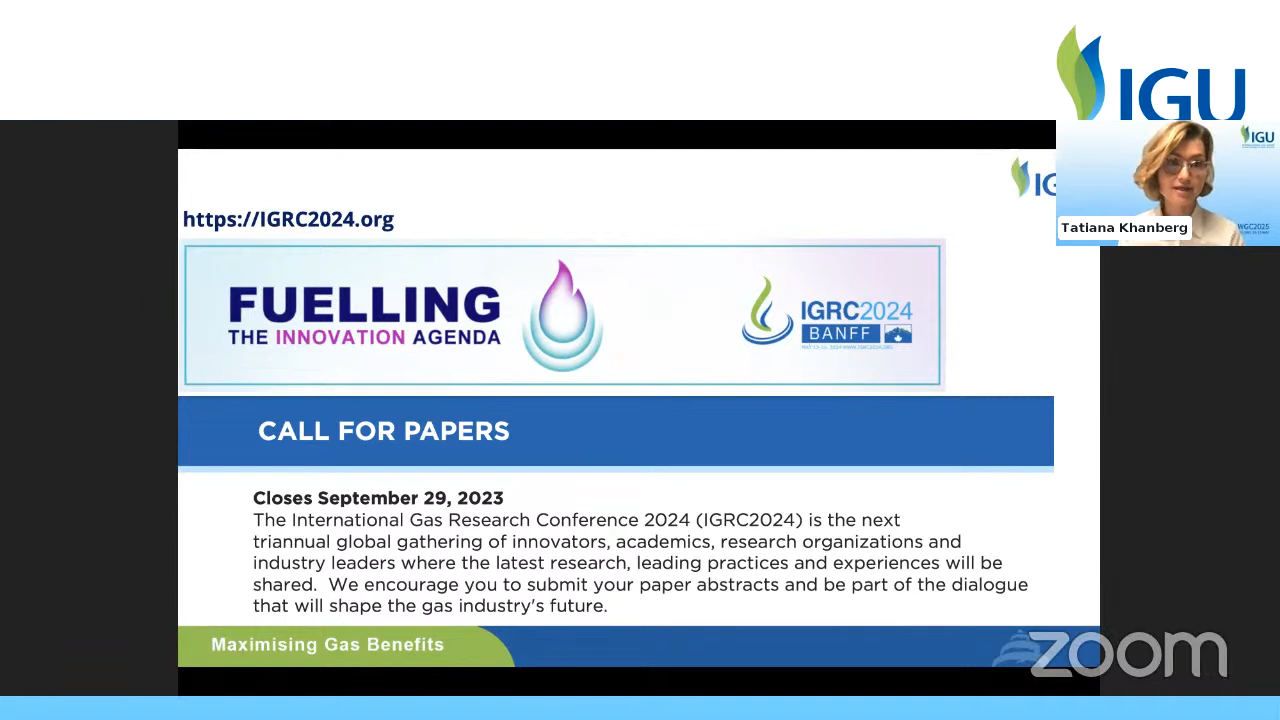 IGU
IGU
Tatiana Khanberg
WGC2025
IG
https://IGRC2024.org
FUELLING
THE INNOVATION AGENDA
IGRC2024
BANFF
CALL FOR PAPERS
Closes September 29, 2023
The International Gas Research Conference 2024 (IGRC2024) is the next
triannual global gathering of innovators, academics, research organizations and
industry leaders where the latest research, leading practices and experiences will be
shared.  We encourage you to submit your paper abstracts and be part of the dialogue
that will shape the gas industry's future.
Maximising Gas Benefits
zoom